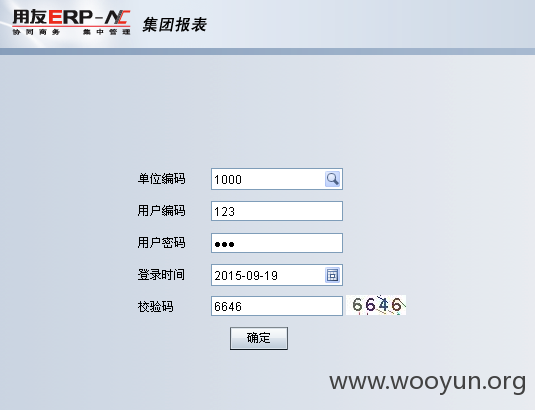 用友ERP-NC 集团报表
协同商务 集中管理
单位编码 1000
用户编码 123
用户密码 ●●●
登录时间 2015-09-19
校验码 6646 6646
确定
www.wooyun.org